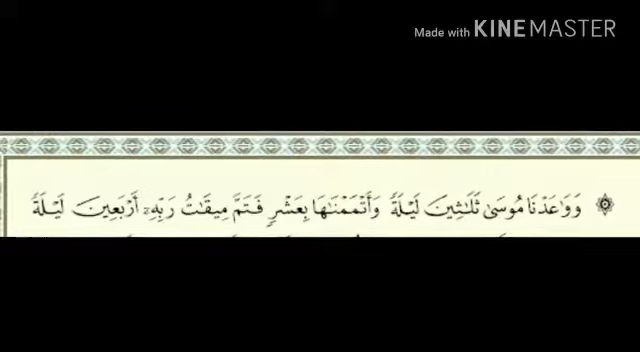 Made with KINEMASTER
۞ وَوَٰعَدْنَا مُوسَىٰ ثَلَٰثِينَ لَيْلَةً وَأَتْمَمْنَٰهَا بِعَشْرٍ فَتَمَّ مِيقَٰتُ رَبِّهِۦٓ أَرْبَعِينَ لَيْلَةً